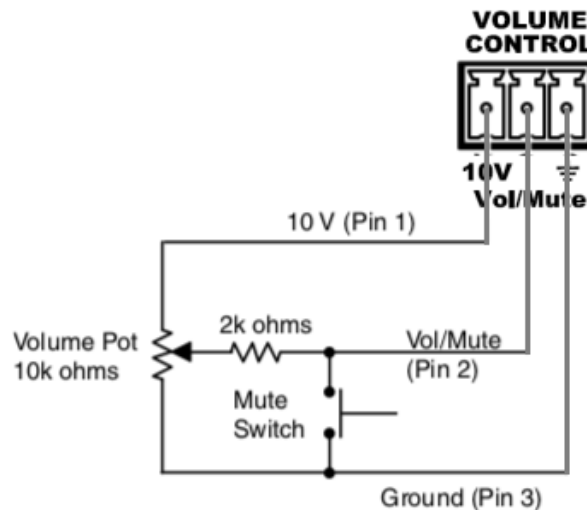 VOLUME
CONTROL
10V
Vol/Mute
10 V (Pin 1)
2k ohms
Volume Pot
10k ohms
Vol/Mute
(Pin 2)
Mute
Switch
Ground (Pin 3)